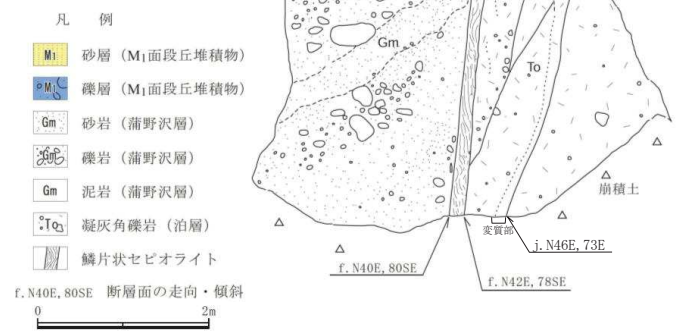 凡 例
M1 砂層（M1面段丘堆積物）
M1 礫層（M1面段丘堆積物）
Gm 砂岩（蒲野沢層）
Gm 礫岩（蒲野沢層）
Gm 泥岩（蒲野沢層）
To 凝灰角礫岩（泊層）
鱗片状セピオライト
f.N40E,80SE 断層面の走向・傾斜
0 2m
Gm
To
崩積土
変質部
j.N46E,73E
f.N40E,80SE
f.N42E,78SE